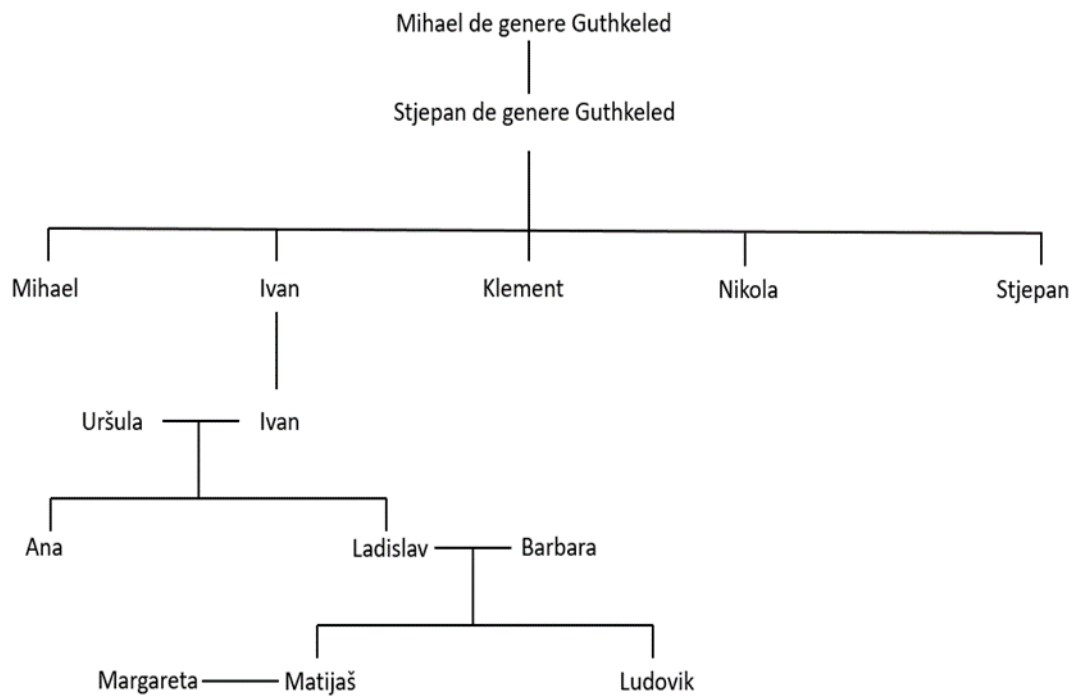 Mihael de genere Guthkeled
Stjepan de genere Guthkeled
Mihael Ivan Klement Nikola Stjepan
Uršula Ivan
Ana Ladislav Barbara
Margareta Matijaš Ludovik